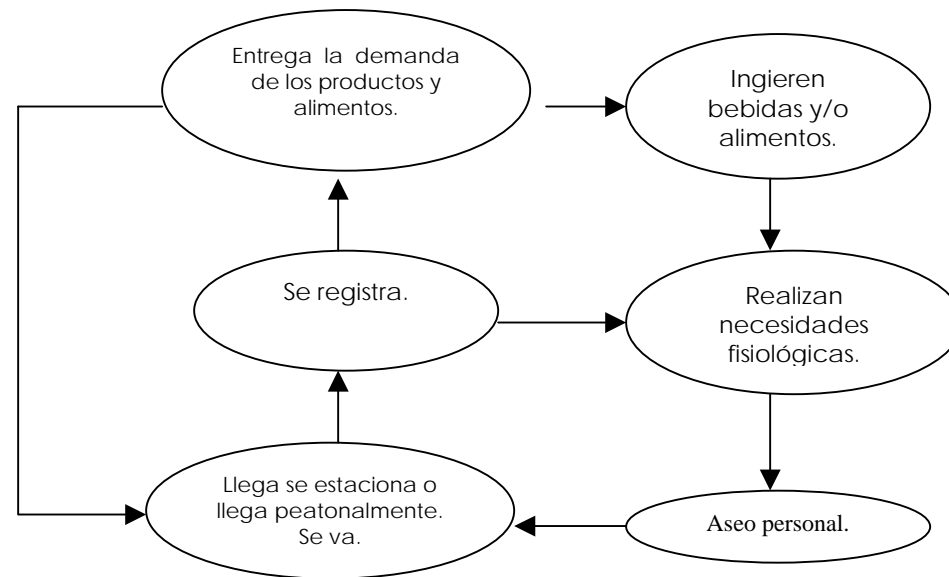 Entrega la demanda
de los productos y
alimentos.
Ingieren
bebidas y/o
alimentos.
Se registra.
Realizan
necesidades
fisiológicas.
Llega se estaciona o
llega peatonalmente.
Se va.
Aseo personal.